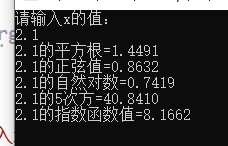 请输入x的值：
2.1
2.1的平方根=1.4491
2.1的正弦值=0.8632
2.1的自然对数=0.7419
2.1的5次方=40.8410
2.1的指数函数值=8.1662